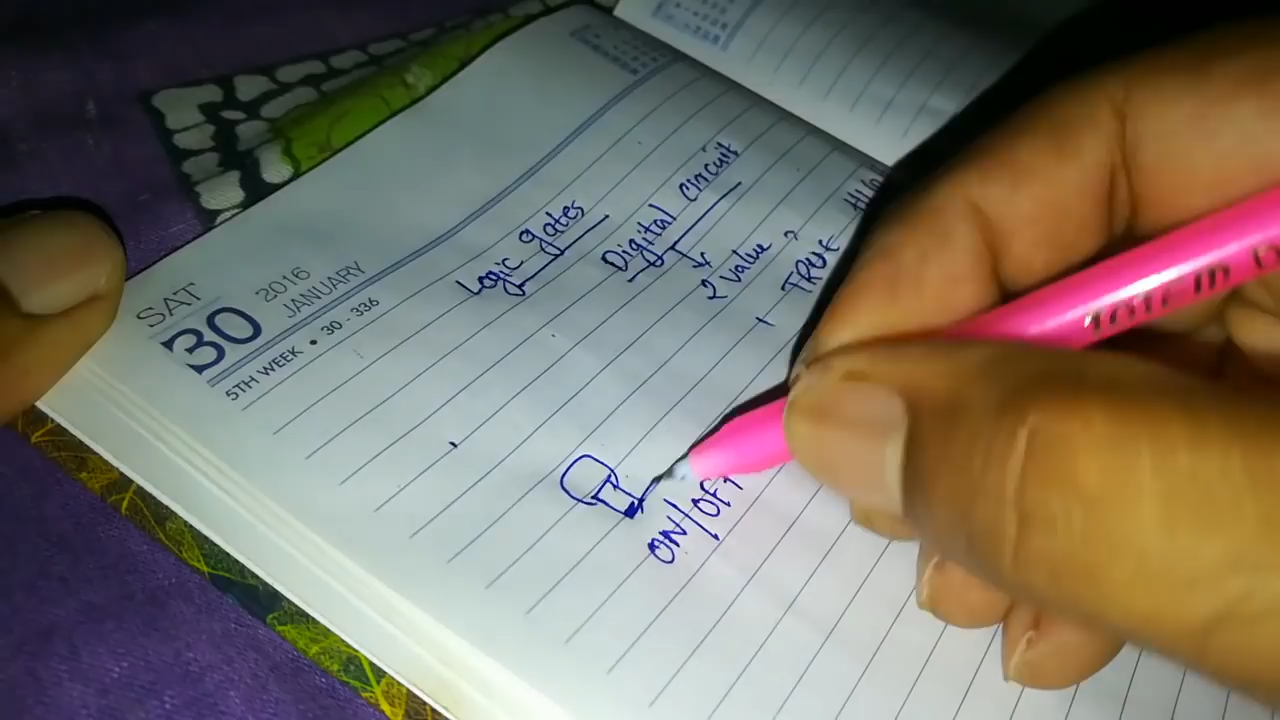 SAT
30
2016
JANUARY
5TH WEEK • 30 - 336
Logic gates
Digital Circuit
2 value ?
1 TRUE
ON/OFF